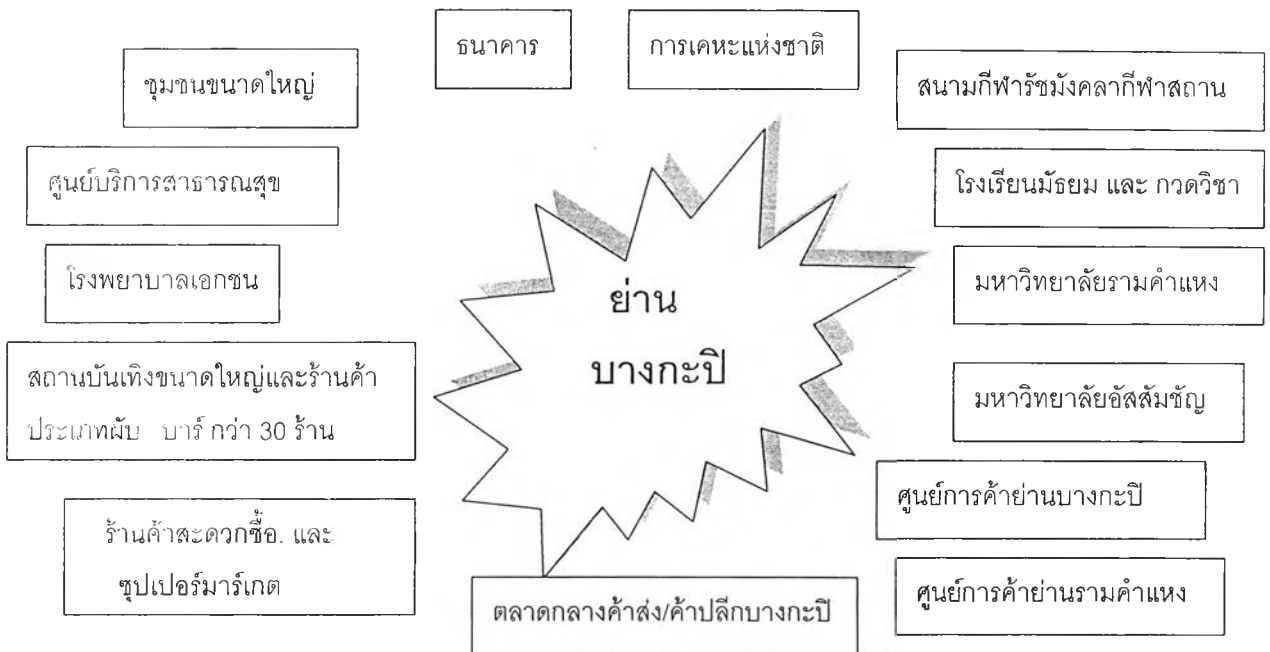 ธนาคาร
การเคหะแห่งชาติ
ชุมชนขนาดใหญ่
สนามกีฬารัชมังคลากีฬาสถาน
ศูนย์บริการสาธารณสุข
โรงเรียนมัธยม และ กวดวิชา
โรงพยาบาลเอกชน
มหาวิทยาลัยรามคำแหง
ย่าน
บางกะปิ
สถานบันเทิงขนาดใหญ่และร้านค้า
ประเภทผับ บาร์ กว่า 30 ร้าน
มหาวิทยาลัยอัสสัมชัญ
ศูนย์การค้าย่านบางกะปิ
ร้านค้าสะดวกซื้อ. และ
ซุปเปอร์มาร์เกต
ศูนย์การค้าย่านรามคำแหง
ตลาดกลางค้าส่ง/ค้าปลีกบางกะปิ